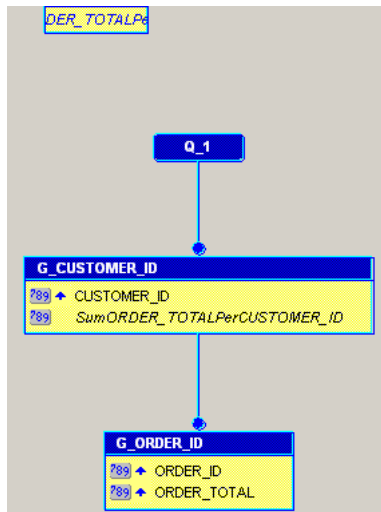 DER_TOTALPe
Q_1
G_CUSTOMER_ID
789 CUSTOMER_ID
789 SumORDER_TOTALPerCUSTOMER_ID
G_ORDER_ID
789 ORDER_ID
789 ORDER_TOTAL